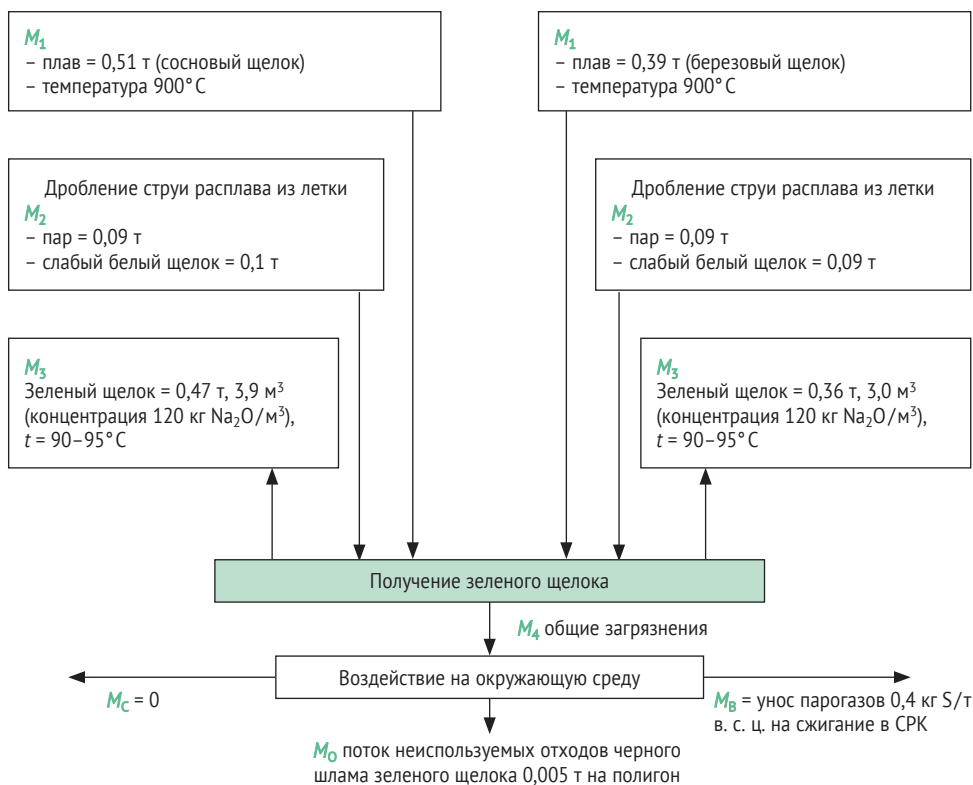 M₁
– плав = 0,51 т (сосновый щелок)
– температура 900° C
M₁
– плав = 0,39 т (березовый щелок)
– температура 900° C
Дробление струи расплава из летки
M₂
– пар = 0,09 т
– слабый белый щелок = 0,1 т
Дробление струи расплава из летки
M₂
– пар = 0,09 т
– слабый белый щелок = 0,09 т
M₃
Зеленый щелок = 0,47 т, 3,9 м³
(концентрация 120 кг Na₂O/м³),
t = 90–95° C
M₃
Зеленый щелок = 0,36 т, 3,0 м³
(концентрация 120 кг Na₂O/м³),
t = 90–95° C
Получение зеленого щелока
M₄ общие загрязнения
Воздействие на окружающую среду
M_C = 0
M_B = унос парогазов 0,4 кг S/т
в. с. ц. на сжигание в СРК
M_O поток неиспользуемых отходов черного
шлама зеленого щелока 0,005 т на полигон